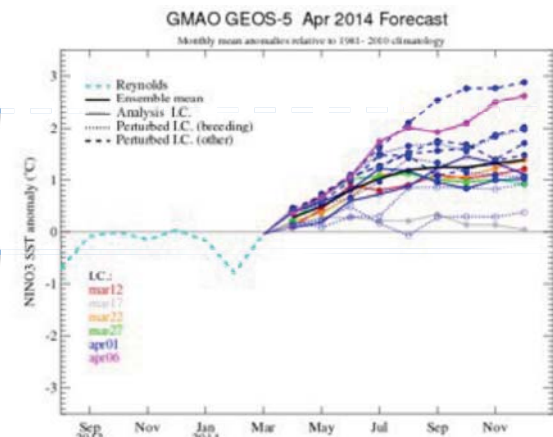 GMAO GEOS-5 Apr 2014 Forecast
Monthly mean anomalies relative to 1981- 2010 climatology
NINO3 SST anomaly (°C)
3
2
1
0
-1
-2
-3
Reynolds
Ensemble mean
Analysis I.C.
Perturbed I.C. (breeding)
Perturbed I.C. (other)
I.C.:
mar12
mar17
mar22
mar27
apr01
apr06
Sep Nov Jan Mar May Jul Sep Nov
2013 2014